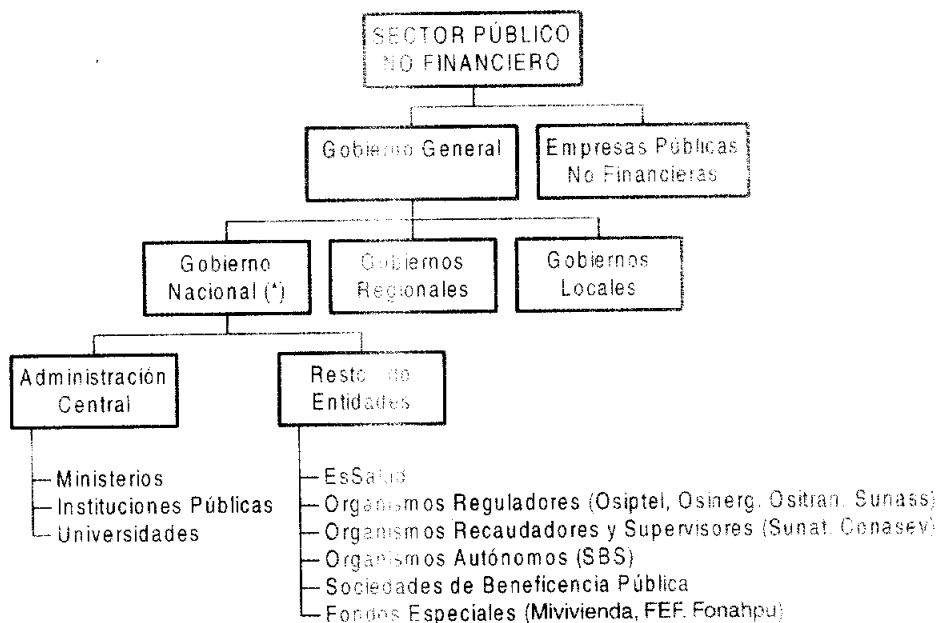 SECTOR PÚBLICO
NO FINANCIERO
Gobierno General
Empresas Públicas
No Financieras
Gobierno
Nacional (*)
Gobiernos
Regionales
Gobiernos
Locales
Administración
Central
Resto de
Entidades
Ministerios
Instituciones Públicas
Universidades
EsSalud
Organismos Reguladores (Osiptel, Osinerg. Ositran. Sunass)
Organismos Recaudadores y Supervisores (Sunat. Conasev)
Organismos Autónomos (SBS)
Sociedades de Beneficencia Pública
Fondos Especiales (Mivivienda, FEF. Fonahpu)